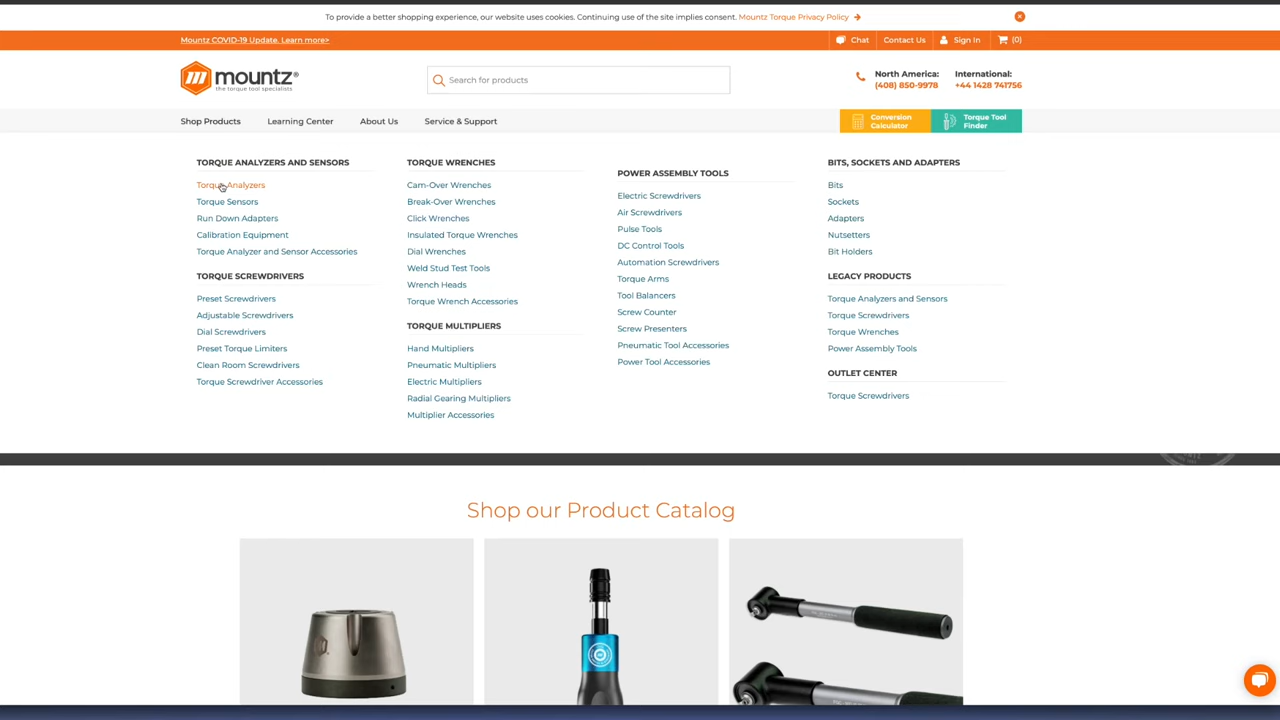 To provide a better shopping experience, our website uses cookies. Continuing use of the site implies consent. Mountz Torque Privacy Policy
Mountz COVID-19 Update. Learn more>
Chat
Contact Us
Sign In
(0)
mountz®
the torque tool specialists
Search for products
North America:
(408) 850-9978
International:
+44 1428 741756
Shop Products
Learning Center
About Us
Service & Support
Conversion
Calculator
Torque Tool
Finder
TORQUE ANALYZERS AND SENSORS
Torque Analyzers
Torque Sensors
Run Down Adapters
Calibration Equipment
Torque Analyzer and Sensor Accessories
TORQUE SCREWDRIVERS
Preset Screwdrivers
Adjustable Screwdrivers
Dial Screwdrivers
Preset Torque Limiters
Clean Room Screwdrivers
Torque Screwdriver Accessories
TORQUE WRENCHES
Cam-Over Wrenches
Break-Over Wrenches
Click Wrenches
Insulated Torque Wrenches
Dial Wrenches
Weld Stud Test Tools
Wrench Heads
Torque Wrench Accessories
TORQUE MULTIPLIERS
Hand Multipliers
Pneumatic Multipliers
Electric Multipliers
Radial Gearing Multipliers
Multiplier Accessories
POWER ASSEMBLY TOOLS
Electric Screwdrivers
Air Screwdrivers
Pulse Tools
DC Control Tools
Automation Screwdrivers
Torque Arms
Tool Balancers
Screw Counter
Screw Presenters
Pneumatic Tool Accessories
Power Tool Accessories
BITS, SOCKETS AND ADAPTERS
Bits
Sockets
Adapters
Nutsetters
Bit Holders
LEGACY PRODUCTS
Torque Analyzers and Sensors
Torque Screwdrivers
Torque Wrenches
Power Assembly Tools
OUTLET CENTER
Torque Screwdrivers
Shop our Product Catalog